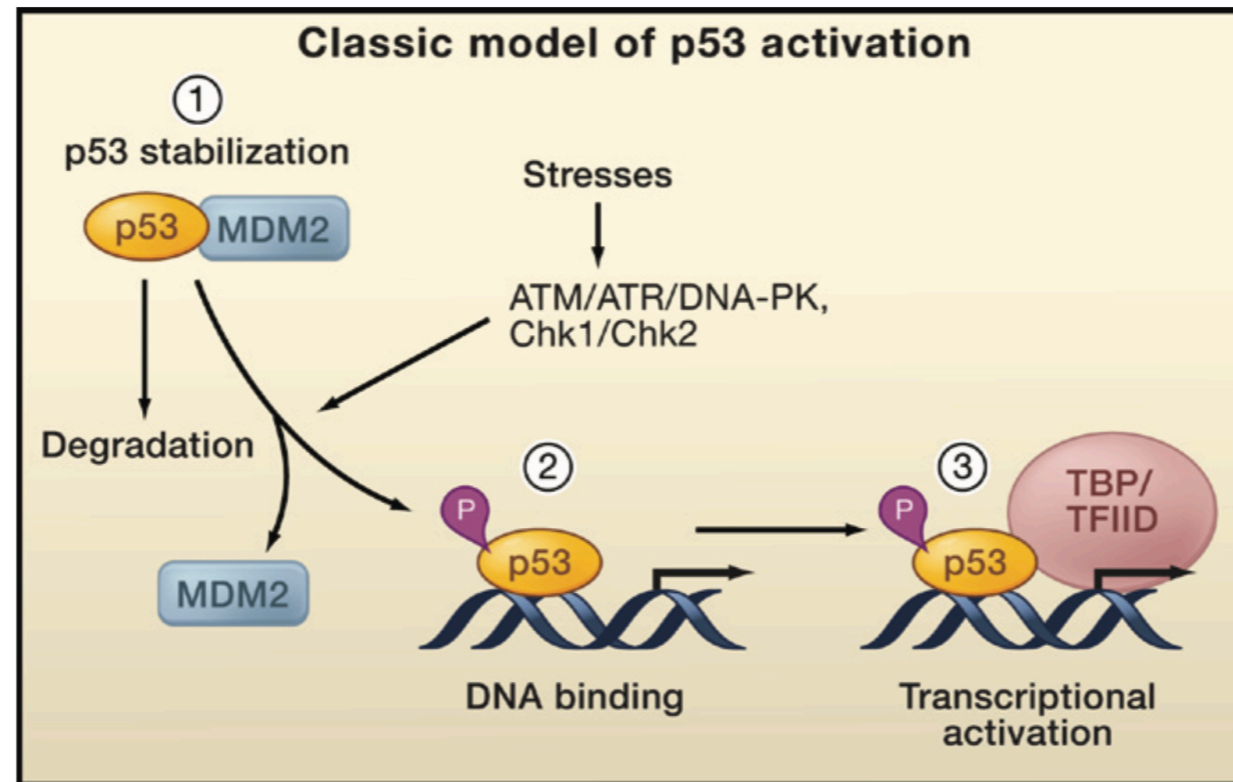 Classic model of p53 activation
1
p53 stabilization
p53 MDM2
Stresses
ATM/ATR/DNA-PK,
Chk1/Chk2
Degradation
MDM2
2
P
p53
DNA binding
3
P
p53
TBP/
TFIID
Transcriptional
activation